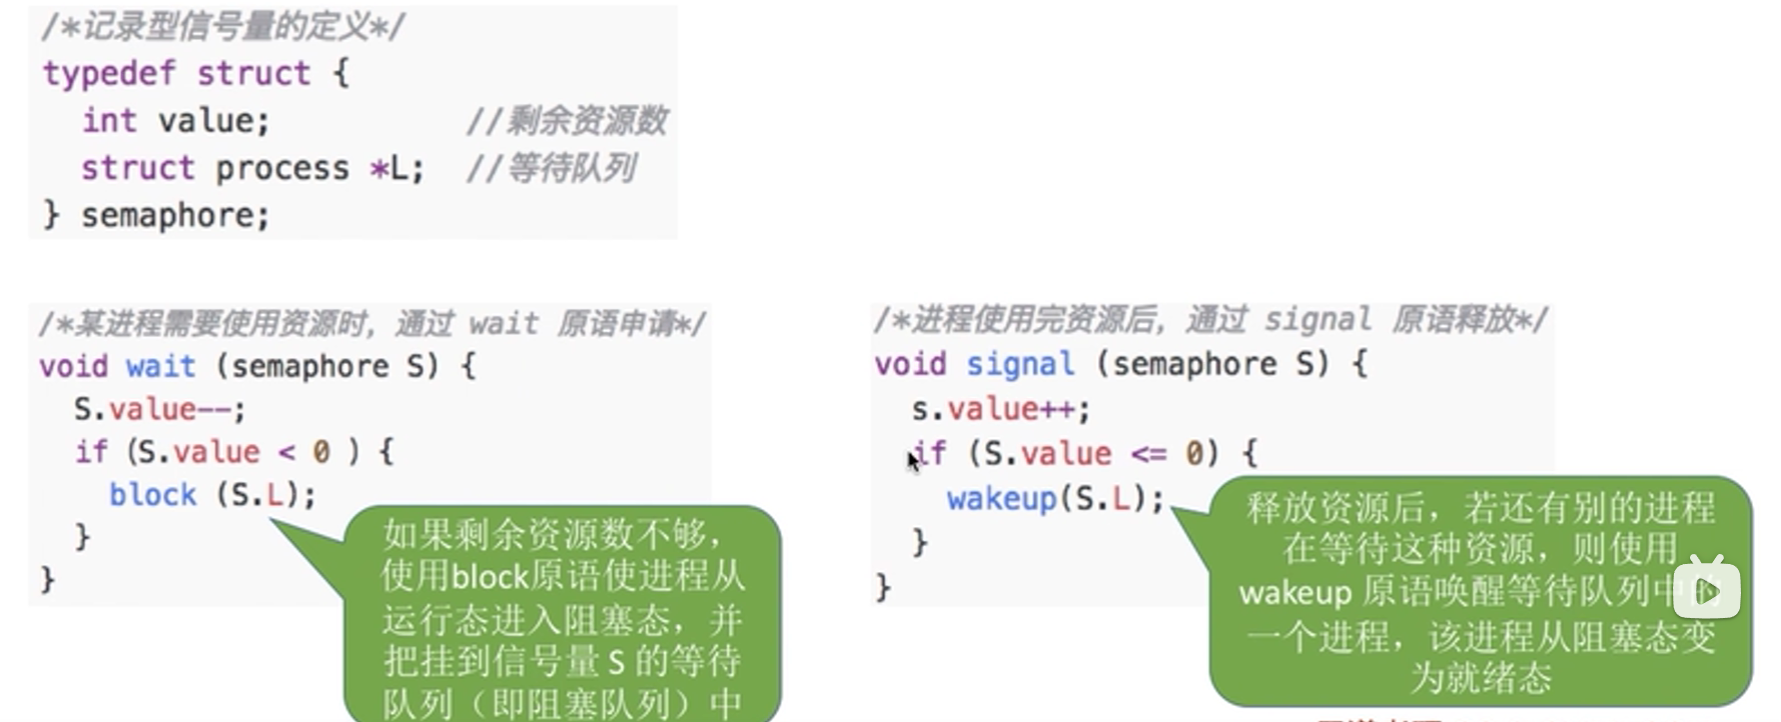 /*记录型信号量的定义*/
typedef struct {
int value; //剩余资源数
struct process *L; //等待队列
} semaphore;
/*某进程需要使用资源时，通过 wait 原语申请*/
void wait (semaphore S) {
S.value--;
if (S.value < 0 ) {
block (S.L);
}
}
如果剩余资源数不够，
使用block原语使进程从
运行态进入阻塞态，并
把挂到信号量 S 的等待
队列（即阻塞队列）中
/*进程使用完资源后，通过 signal 原语释放*/
void signal (semaphore S) {
s.value++;
if (S.value <= 0) {
wakeup(S.L);
}
}
释放资源后，若还有别的进程
在等待这种资源，则使用
wakeup 原语唤醒等待队列中的
一个进程，该进程从阻塞态变
为就绪态